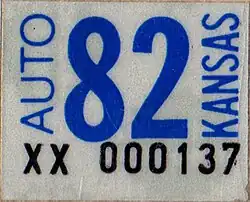 AUTO
82
KANSAS
XX 000137